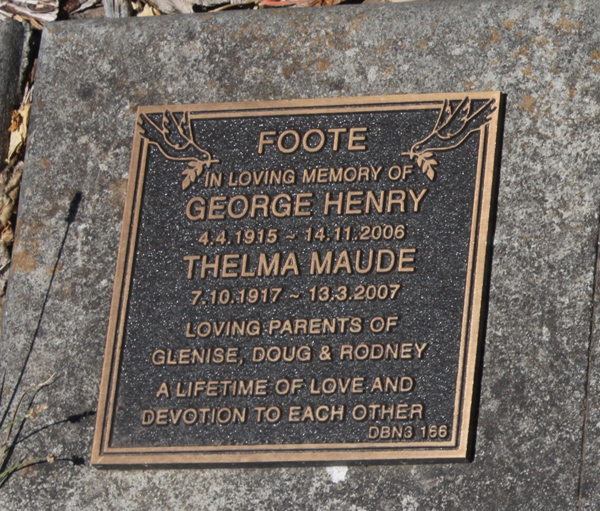 FOOTE
IN LOVING MEMORY OF
GEORGE HENRY
4.4.1915 ~ 14.11.2006
THELMA MAUDE
7.10.1917 ~ 13.3.2007
LOVING PARENTS OF
GLENISE, DOUG & RODNEY
A LIFETIME OF LOVE AND
DEVOTION TO EACH OTHER
DBN3 166